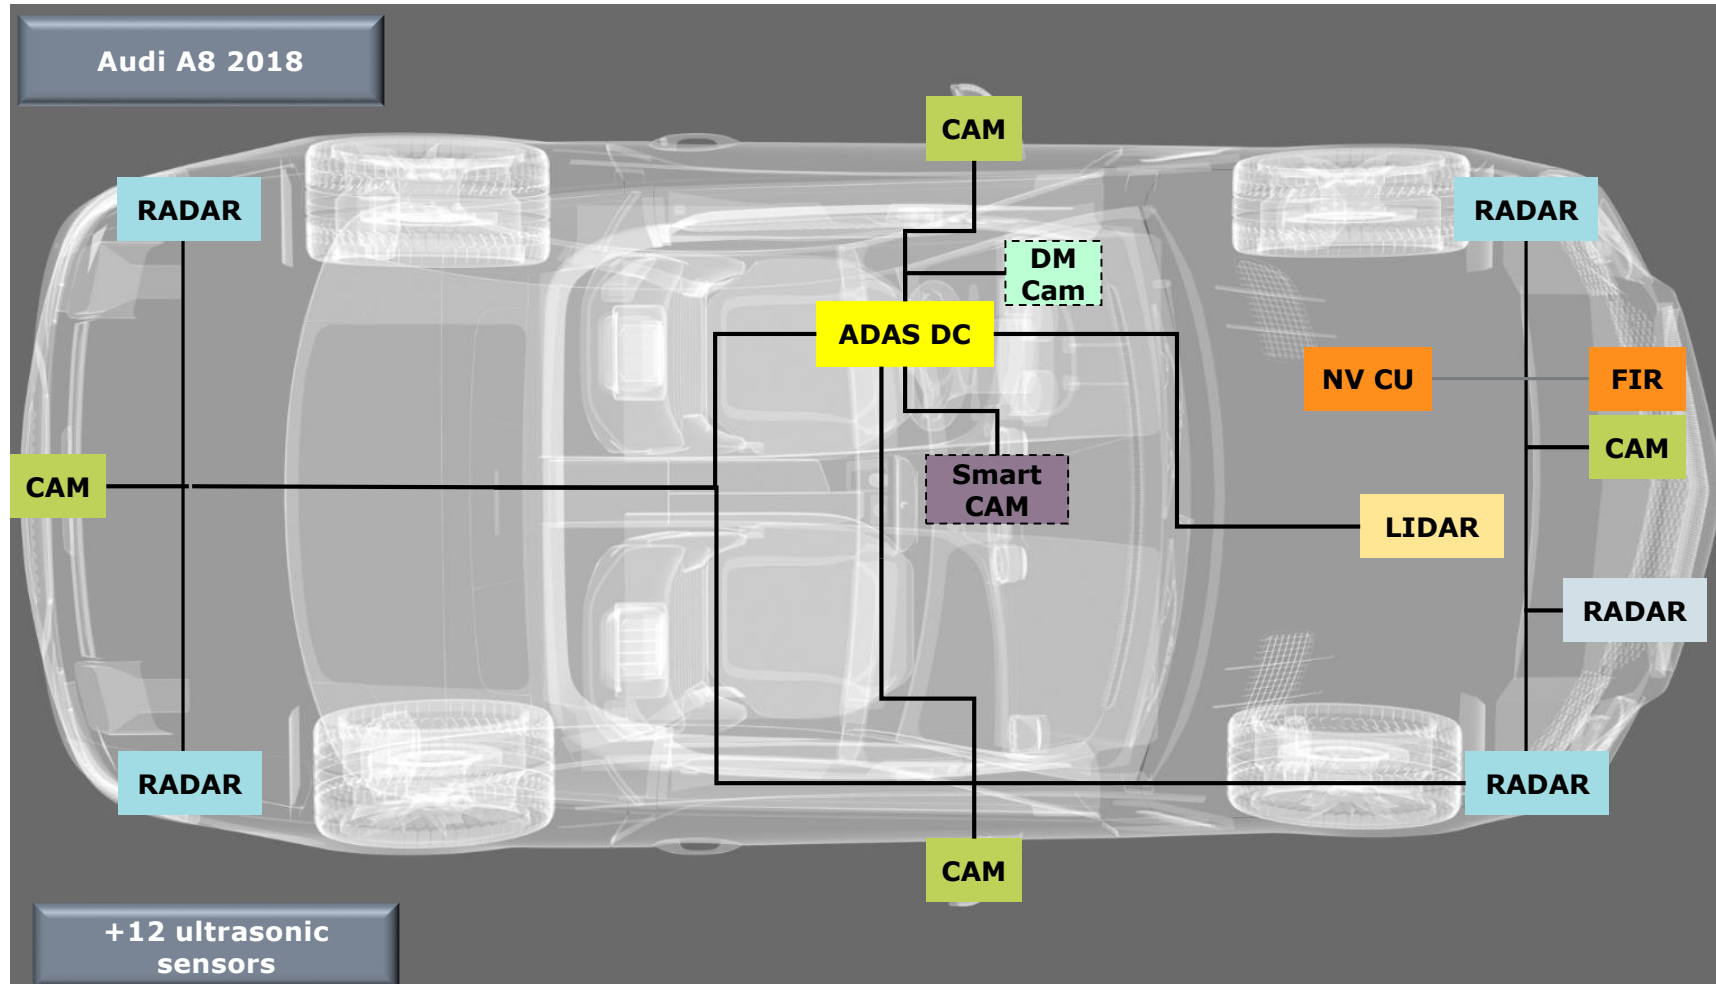 Audi A8 2018
CAM
RADAR
RADAR
DM
Cam
ADAS DC
NV CU
FIR
CAM
CAM
Smart
CAM
LIDAR
RADAR
RADAR
RADAR
CAM
+12 ultrasonic
sensors